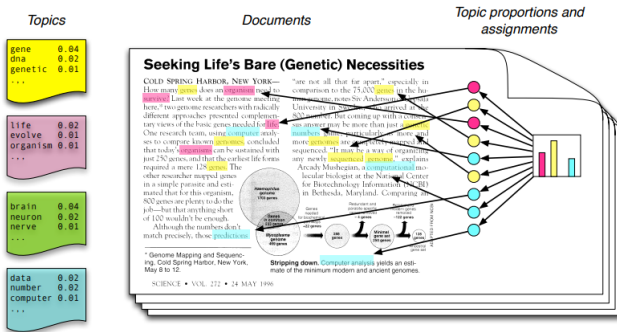 Topics
Documents
Topic proportions and
assignments
gene 0.04
dna 0.02
genetic 0.01
...
life 0.02
evolve 0.01
organism 0.01
...
brain 0.04
neuron 0.02
nerve 0.01
...
data 0.02
number 0.02
computer 0.01
...
Seeking Life's Bare (Genetic) Necessities
COLD SPRING HARBOR, NEW YORK—
How many genes does an organism need to
survive? Last week at the genome meeting
here,* two genome researchers with radically
different approaches presented complemen-
tary views of the basic genes needed for life.
One research team, using computer analy-
ses to compare known genomes, concluded
that today's organisms can be sustained with
just 250 genes, and that the earliest life forms
required a mere 128 genes. The
other researcher mapped genes
in a simple parasite and esti-
mated that for this organism,
800 genes are plenty to do the
job—but that anything short
of 100 wouldn't be enough.
Although the numbers don't
match precisely, those predictions
* Genome Mapping and Sequenc-
ing, Cold Spring Harbor, New York,
May 8 to 12.
"are not all that far apart," especially in
comparison to the 75,000 genes in the hu-
man genome, notes Siv Andersson
University in Swed arrived at the
800 number. But coming up with a consen-
sus answer may be more than just a genetic
numbers game, particularly as more and
more genomes are completely mapped and
sequenced. "It may be a way of organizing
any newly sequenced genome," explains
Arcady Mushegian, a computational mo-
lecular biologist at the National Center
for Biotechnology Information (NCBI)
in Bethesda, Maryland. Comparing an
Haemophilus
genome
1703 genes
Genes
in common
Mycoplasma
genome
Stripping down. Computer analysis yields an esti-
mate of the minimum modern and ancient genomes.
SCIENCE • VOL. 272 • 24 MAY 1996